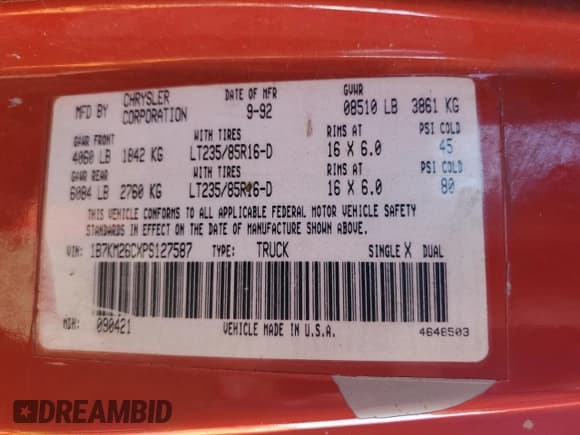 MFD BY CHRYSLER CORPORATION DATE OF MFR 9-92 GVWR 08510 LB 3861 KG
GAWR FRONT WITH TIRES RIMS AT PSI COLD
4060 LB 1842 KG LT235/85R16-D 16 X 6.0 45
GAWR REAR WITH TIRES RIMS AT PSI COLD
6084 LB 2760 KG LT235/85R16-D 16 X 6.0 80
THIS VEHICLE CONFORMS TO ALL APPLICABLE FEDERAL MOTOR VEHICLE SAFETY
STANDARDS IN EFFECT ON THE DATE OF MANUFACTURE SHOWN ABOVE.
VIN: 1B7KM26CXPS127587 TYPE: TRUCK SINGLE X DUAL
MDH: 090421 VEHICLE MADE IN U.S.A. 4648503
DREAMBID